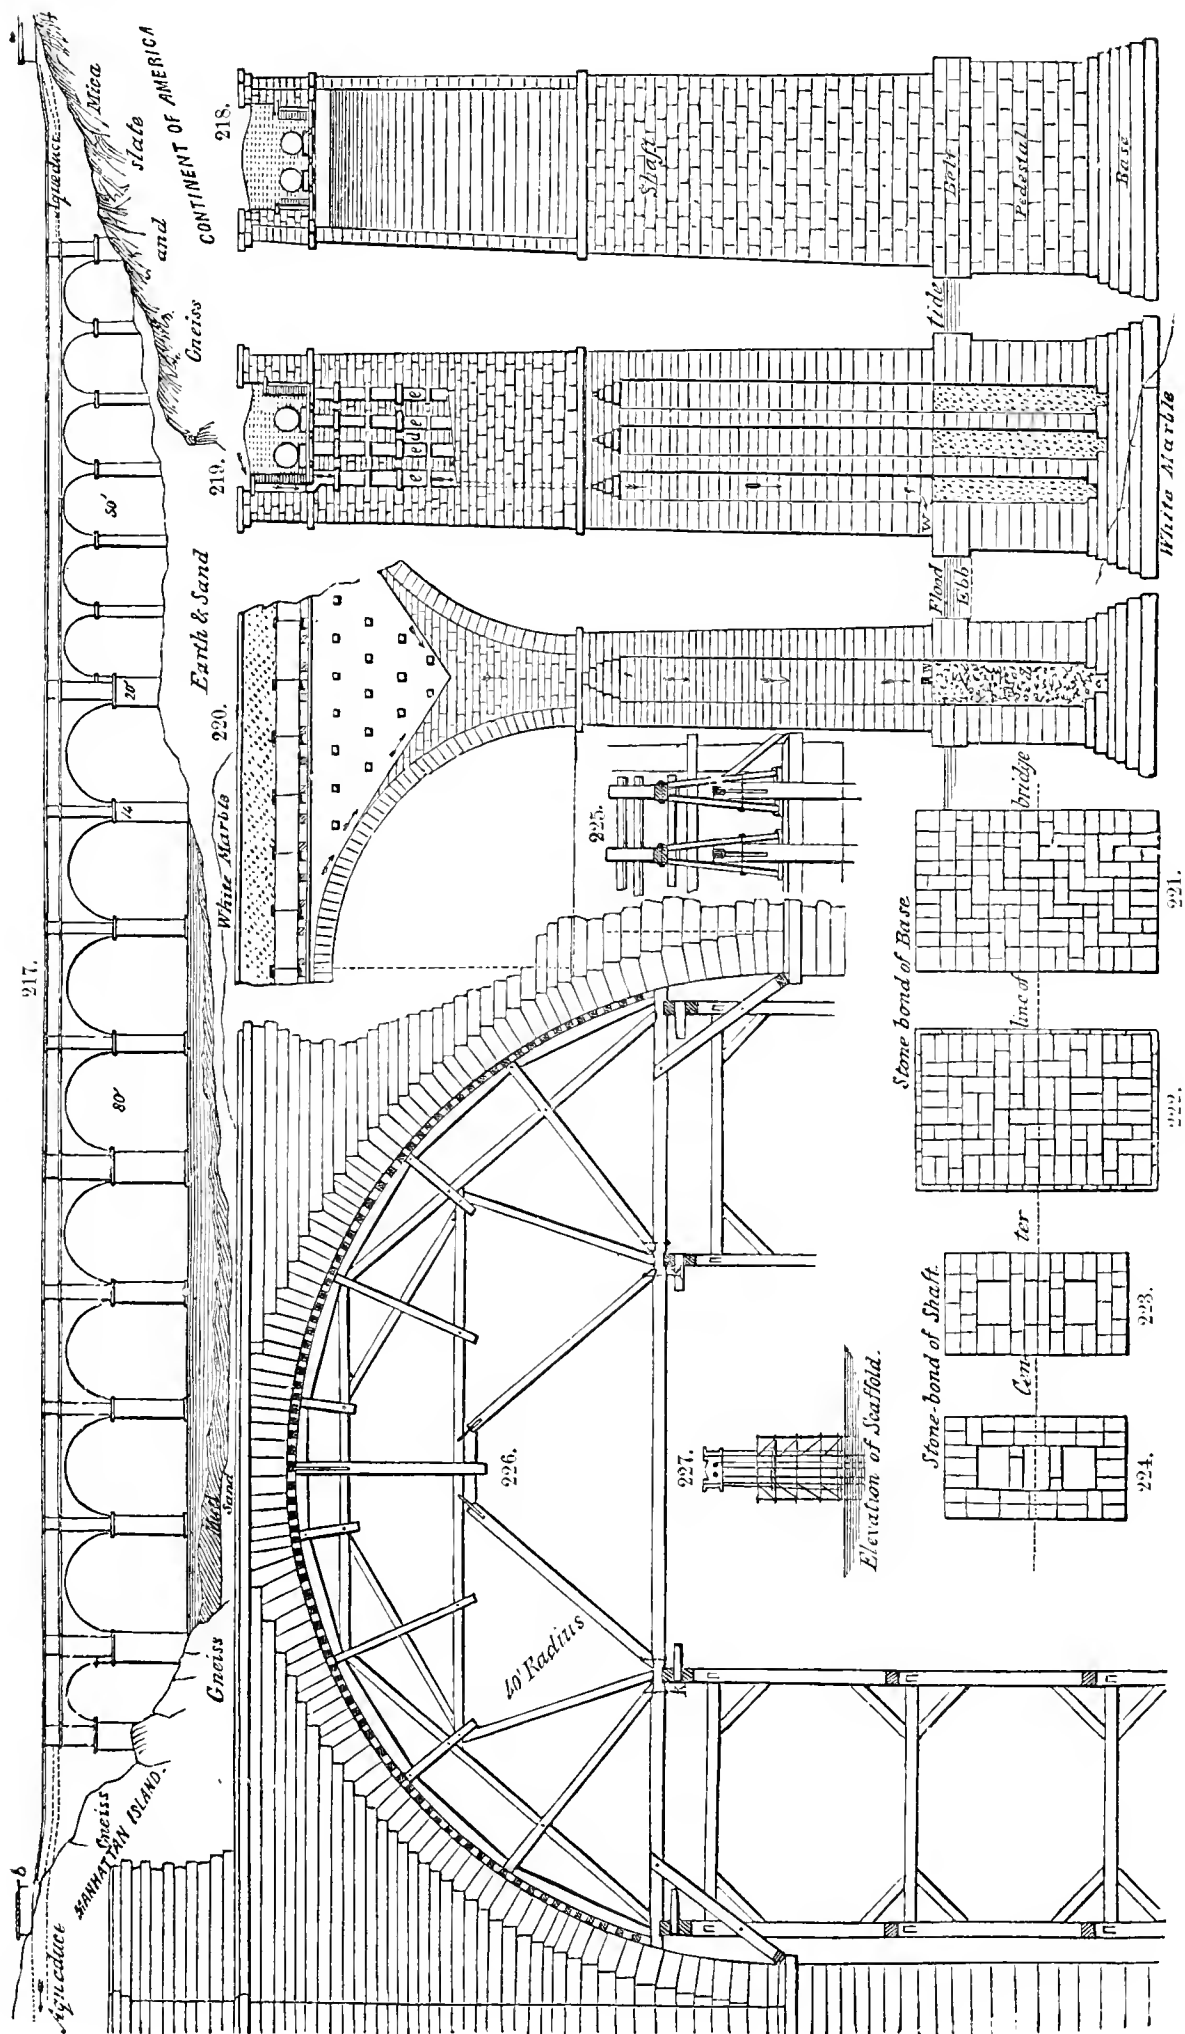 217.
Aqueduct
b
Gneiss
MANHATTAN ISLAND.
Gneiss
Mud
Sand
80'
14
20'
50'
White Marble
Earth & Sand
Gneiss
and
slate
Mica
CONTINENT OF AMERICA
Aqueduct
218.
Shaft
Belt
Pedestal
Base
219.
e e d e e
W
tide
Flood
Ebb
White Marble
220.
W
225.
226.
40' Radius
k
k
227.
Elevation of Scaffold.
Stone bond of Base
221.
222.
Stone-bond of Shaft.
223.
224.
Cen-
ter
line of
bridge